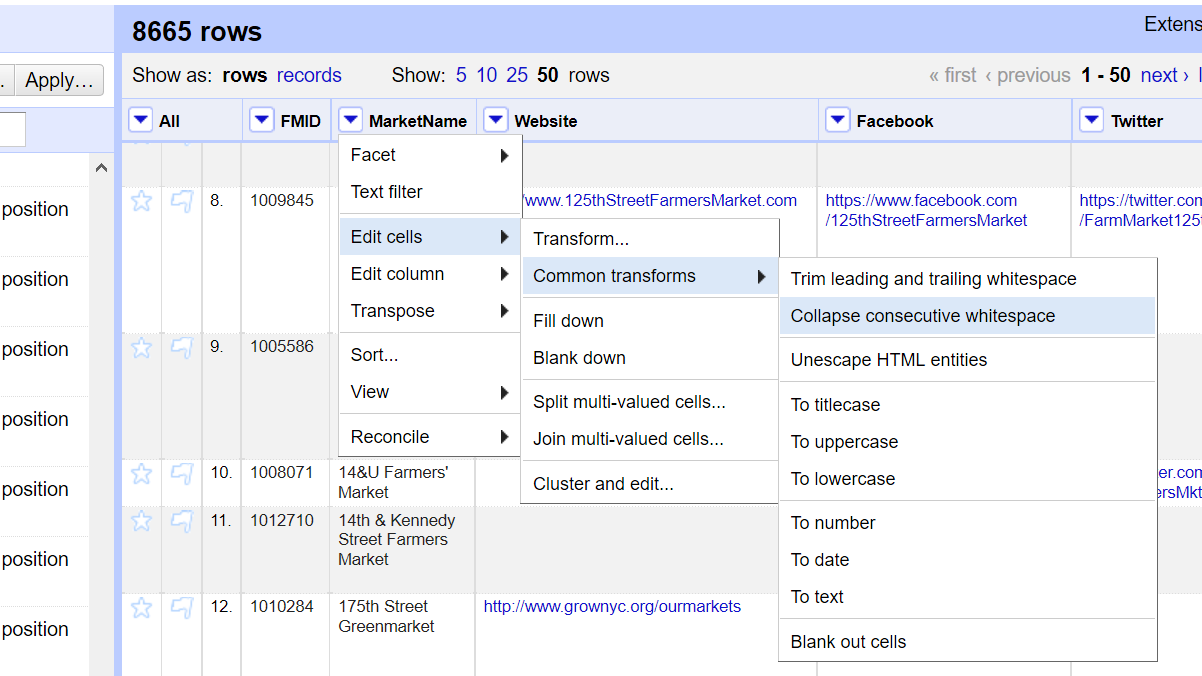 8665 rows
Extens
Show as: rows records Show: 5 10 25 50 rows « first ‹ previous 1 - 50 next ›
Apply…
All FMID MarketName Website Facebook Twitter
position
position
position
position
position
position
position
8. 1009845 www.125thStreetFarmersMarket.com https://www.facebook.com https://twitter.com
/125thStreetFarmersMarket /FarmMarket125t
9. 1005586
10. 1008071 14&U Farmers'
Market
er.com
ersMkt
11. 1012710 14th & Kennedy
Street Farmers
Market
12. 1010284 175th Street http://www.grownyc.org/ourmarkets
Greenmarket
Facet
Text filter
Edit cells
Edit column
Transpose
Sort...
View
Reconcile
Transform...
Common transforms
Fill down
Blank down
Split multi-valued cells...
Join multi-valued cells...
Cluster and edit...
Trim leading and trailing whitespace
Collapse consecutive whitespace
Unescape HTML entities
To titlecase
To uppercase
To lowercase
To number
To date
To text
Blank out cells